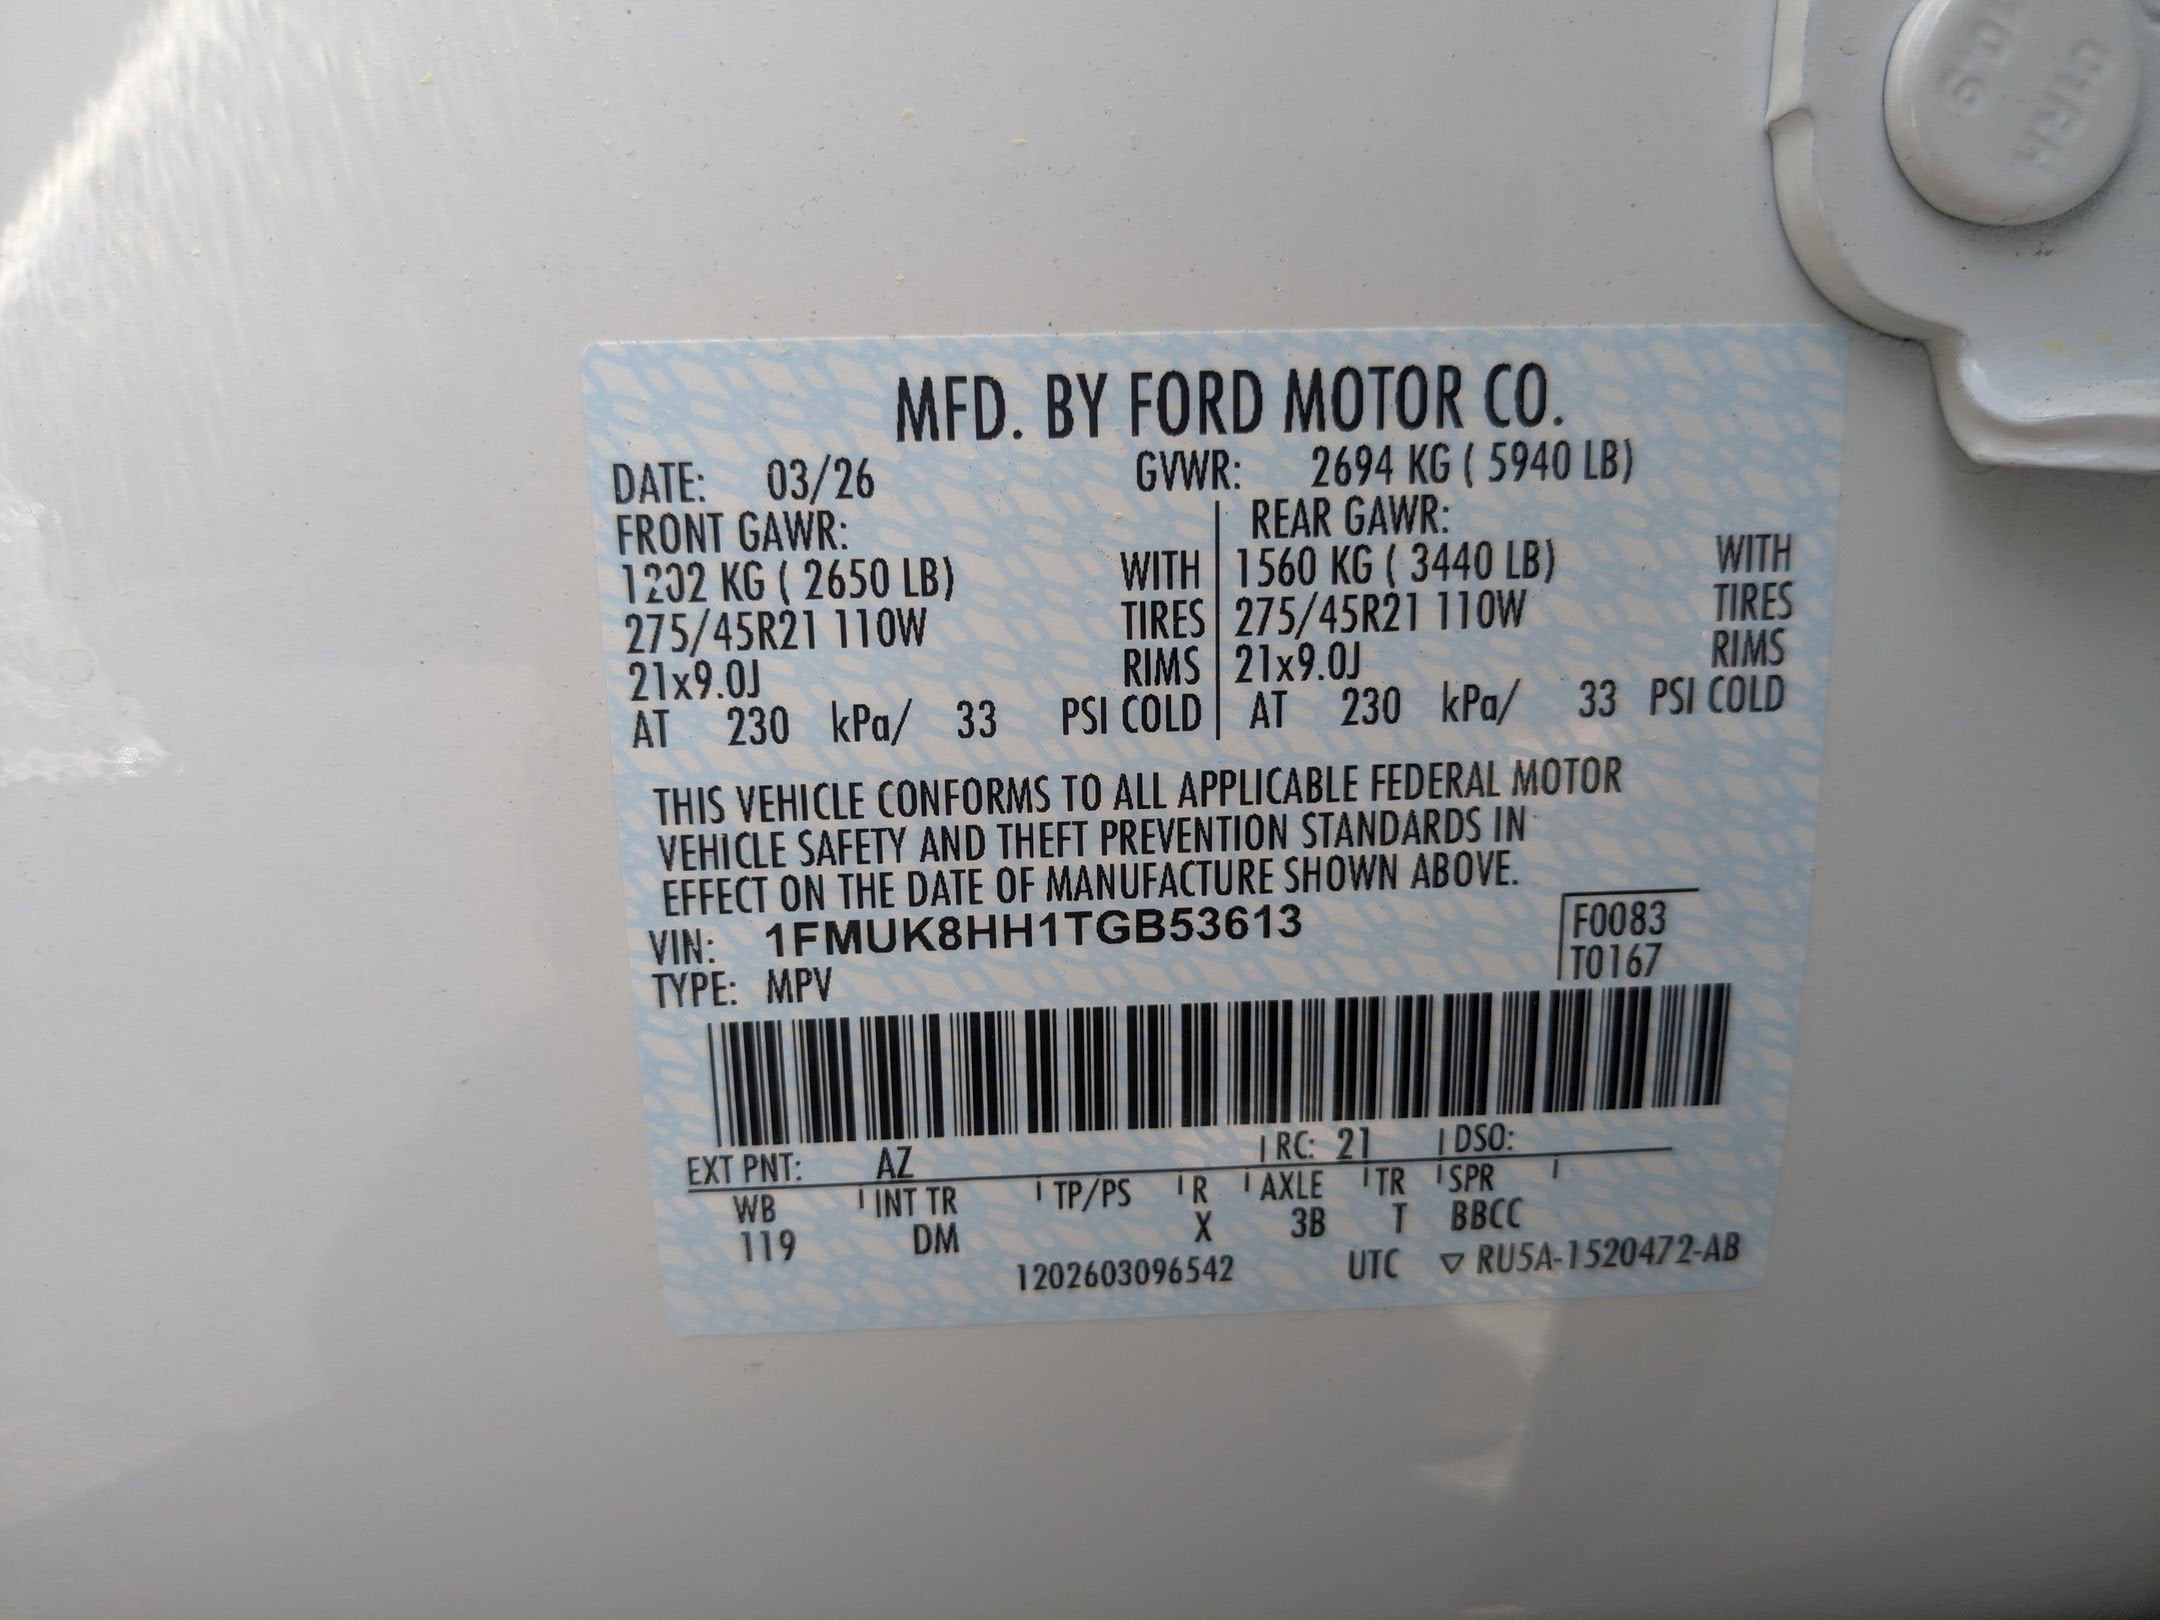 MFD. BY FORD MOTOR CO.
DATE: 03/26 GVWR: 2694 KG ( 5940 LB)
FRONT GAWR: REAR GAWR:
1202 KG ( 2650 LB) WITH 1560 KG ( 3440 LB) WITH
275/45R21 110W TIRES 275/45R21 110W TIRES
21x9.0J RIMS 21x9.0J RIMS
AT 230 kPa/ 33 PSI COLD AT 230 kPa/ 33 PSI COLD
THIS VEHICLE CONFORMS TO ALL APPLICABLE FEDERAL MOTOR
VEHICLE SAFETY AND THEFT PREVENTION STANDARDS IN
EFFECT ON THE DATE OF MANUFACTURE SHOWN ABOVE.
VIN: 1FMUK8HH1TGB53613 F0083
TYPE: MPV T0167
EXT PNT: AZ RC: 21 DSO:
WB INT TR TP/PS R AXLE TR SPR
119 DM X 3B T BBCC
1202603096542 UTC ▽ RU5A-1520472-AB